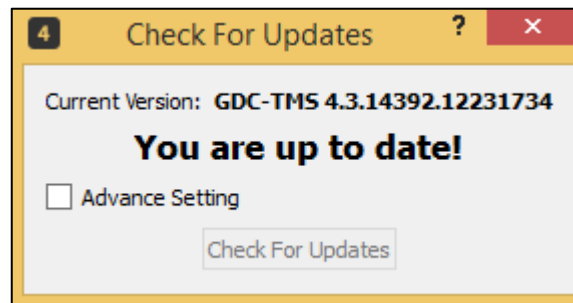 4 Check For Updates ? ×
Current Version: GDC-TMS 4.3.14392.12231734
You are up to date!
Advance Setting
Check For Updates